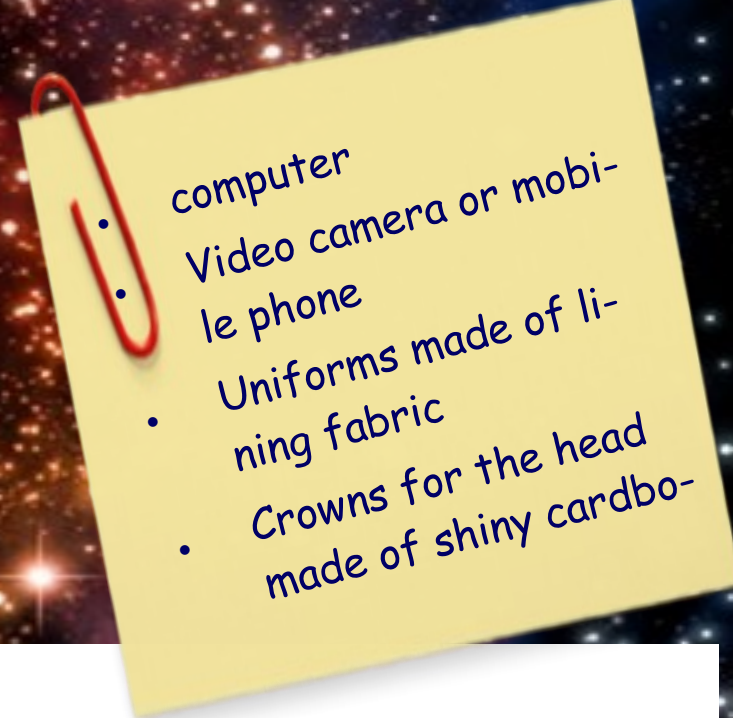 • computer
• Video camera or mobi-
le phone
• Uniforms made of li-
ning fabric
• Crowns for the head
made of shiny cardbo-